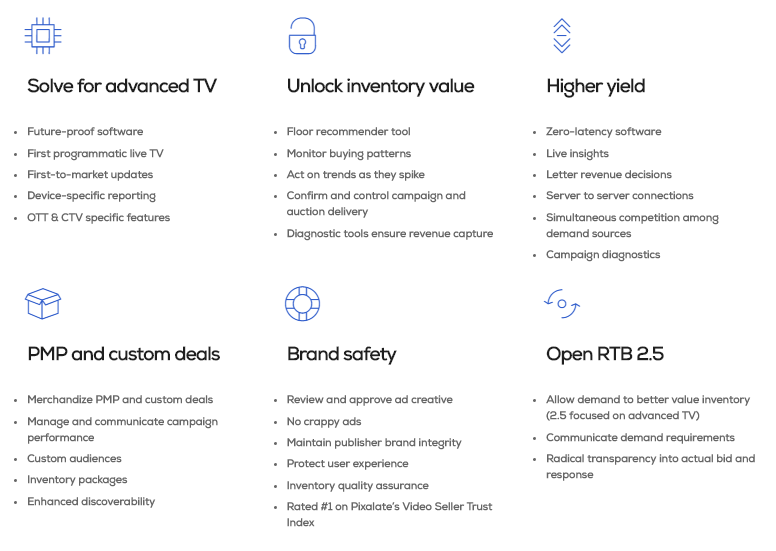 Solve for advanced TV
Future-proof software
First programmatic live TV
First-to-market updates
Device-specific reporting
OTT & CTV specific features
Unlock inventory value
Floor recommender tool
Monitor buying patterns
Act on trends as they spike
Confirm and control campaign and
auction delivery
Diagnostic tools ensure revenue capture
Higher yield
Zero-latency software
Live insights
Letter revenue decisions
Server to server connections
Simultaneous competition among
demand sources
Campaign diagnostics
PMP and custom deals
Merchandize PMP and custom deals
Manage and communicate campaign
performance
Custom audiences
Inventory packages
Enhanced discoverability
Brand safety
Review and approve ad creative
No crappy ads
Maintain publisher brand integrity
Protect user experience
Inventory quality assurance
Rated #1 on Pixalate's Video Seller Trust
Index
Open RTB 2.5
Allow demand to better value inventory
(2.5 focused on advanced TV)
Communicate demand requirements
Radical transparency into actual bid and
response